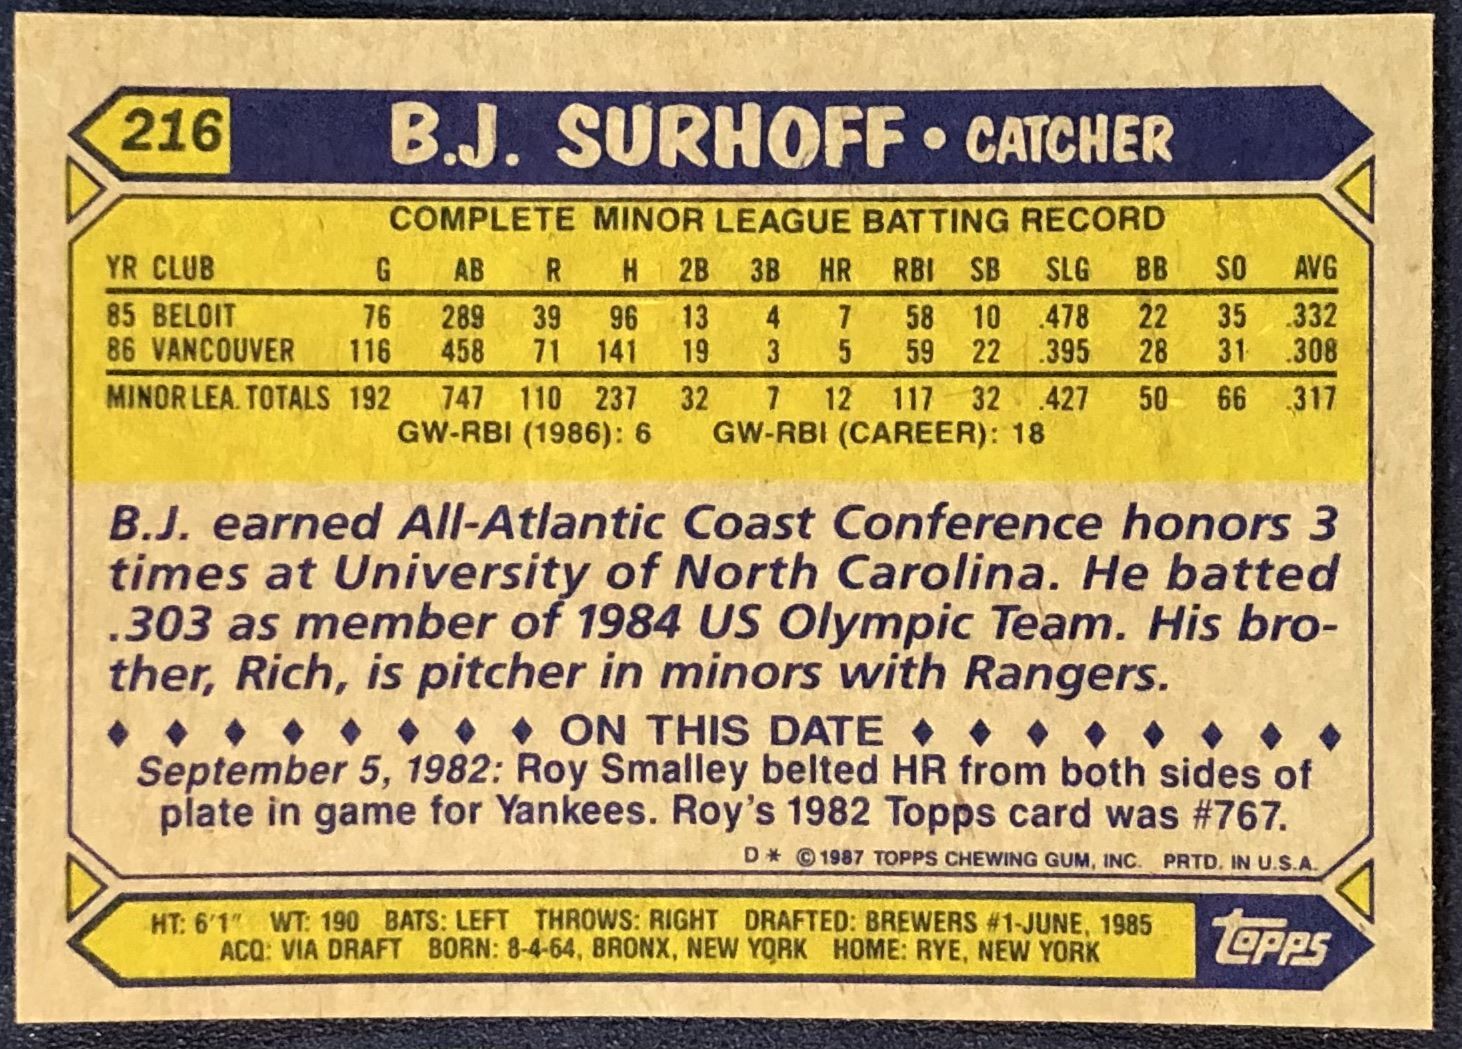 216 B.J. SURHOFF • CATCHER
COMPLETE MINOR LEAGUE BATTING RECORD
YR CLUB G AB R H 2B 3B HR RBI SB SLG BB SO AVG
85 BELOIT 76 289 39 96 13 4 7 58 10 .478 22 35 .332
86 VANCOUVER 116 458 71 141 19 3 5 59 22 .395 28 31 .308
MINOR LEA. TOTALS 192 747 110 237 32 7 12 117 32 .427 50 66 .317
GW-RBI (1986): 6 GW-RBI (CAREER): 18
B.J. earned All-Atlantic Coast Conference honors 3
times at University of North Carolina. He batted
.303 as member of 1984 US Olympic Team. His bro-
ther, Rich, is pitcher in minors with Rangers.
ON THIS DATE
September 5, 1982: Roy Smalley belted HR from both sides of
plate in game for Yankees. Roy's 1982 Topps card was #767.
D * © 1987 TOPPS CHEWING GUM, INC. PRTD. IN U.S.A.
HT: 6'1" WT: 190 BATS: LEFT THROWS: RIGHT DRAFTED: BREWERS #1-JUNE, 1985
ACQ: VIA DRAFT BORN: 8-4-64, BRONX, NEW YORK HOME: RYE, NEW YORK
topps